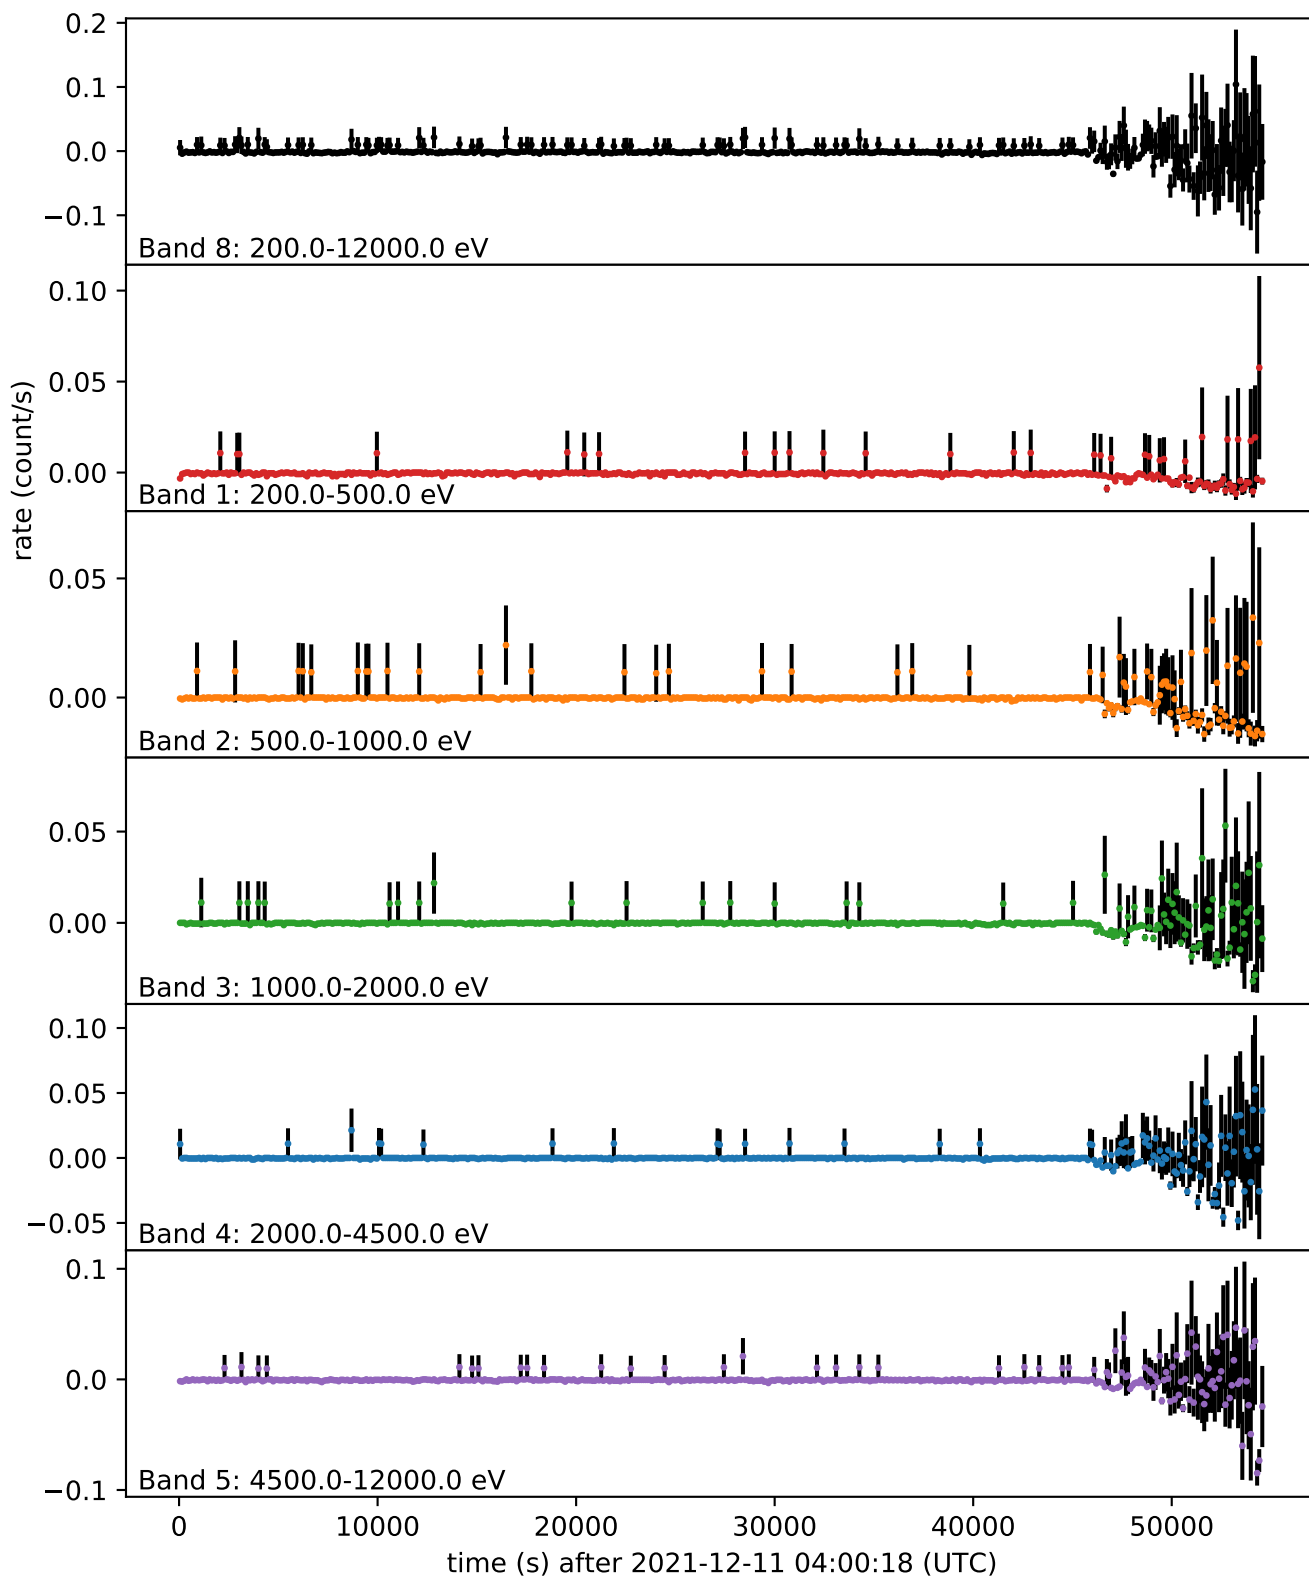 0.2
0.1
0.0
−0.1
Band 8: 200.0-12000.0 eV
0.10
0.05
0.00
Band 1: 200.0-500.0 eV
rate (count/s)
0.05
0.00
Band 2: 500.0-1000.0 eV
0.05
0.00
Band 3: 1000.0-2000.0 eV
0.10
0.05
0.00
−0.05
Band 4: 2000.0-4500.0 eV
0.1
0.0
−0.1
Band 5: 4500.0-12000.0 eV
0 10000 20000 30000 40000 50000
time (s) after 2021-12-11 04:00:18 (UTC)